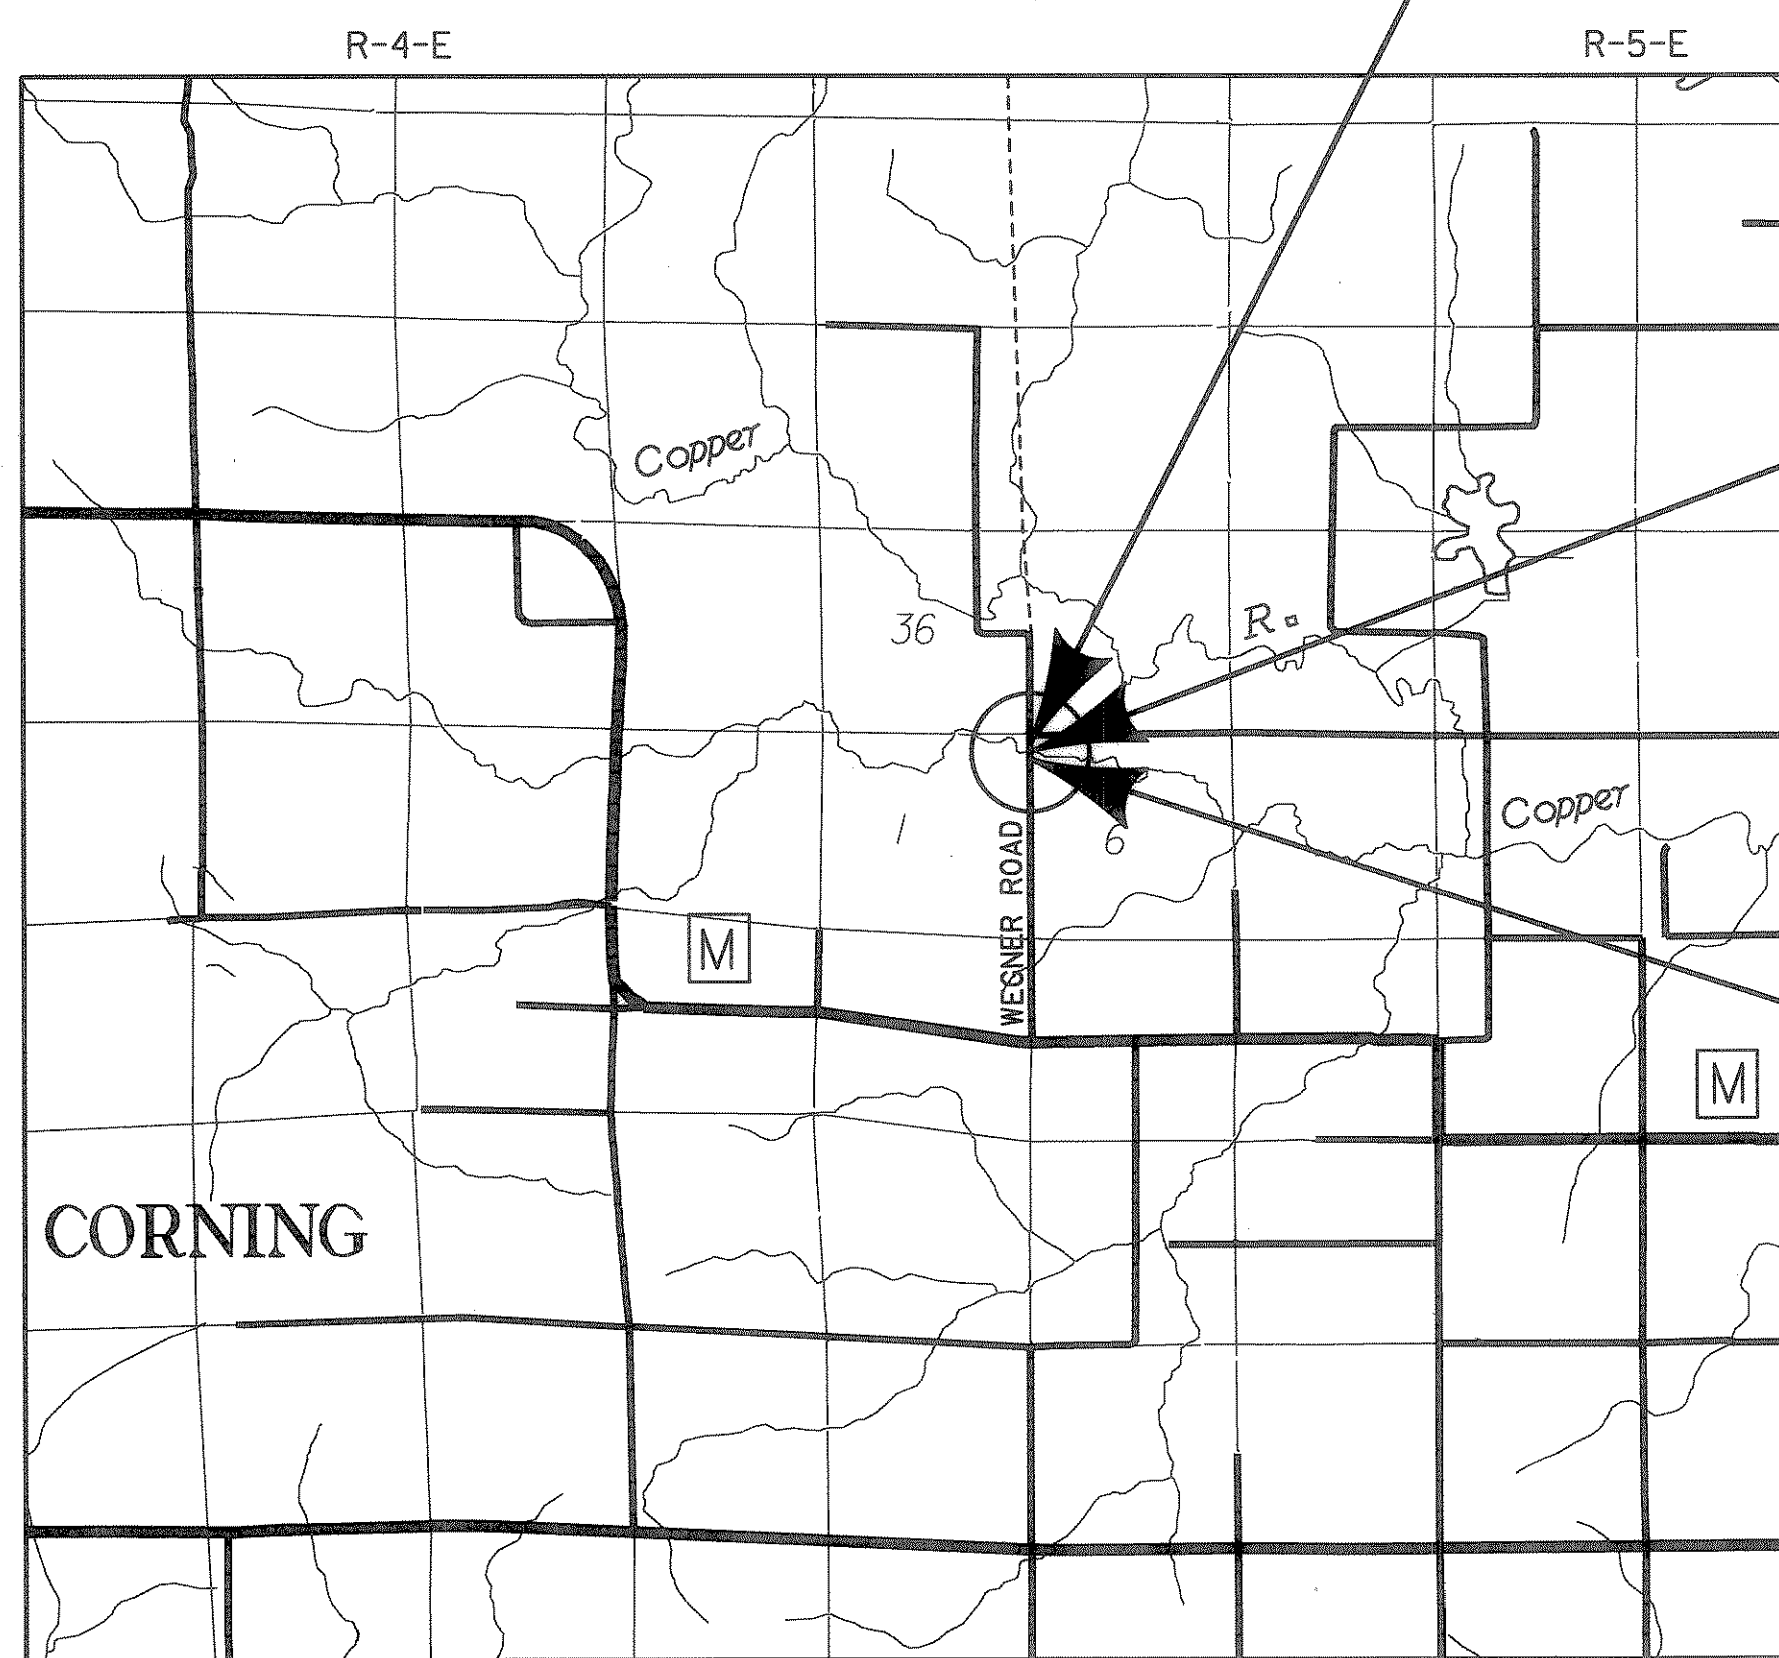 R-4-E
R-5-E
Copper
36
R.
Copper
1
6
WEGNER ROAD
M
M
CORNING